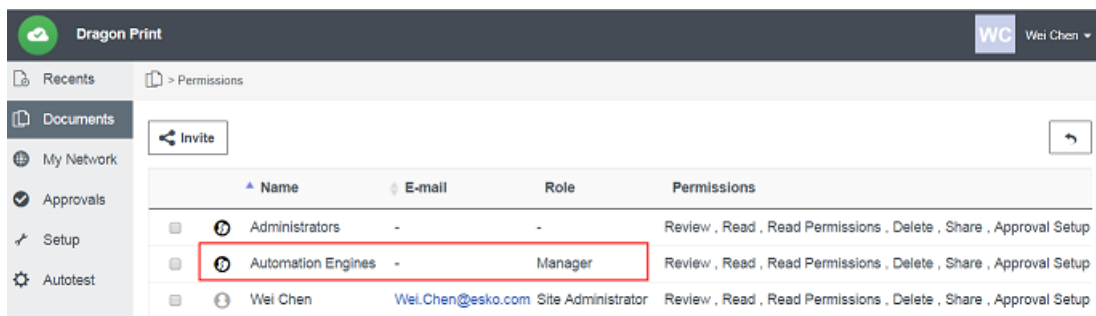 Dragon Print
WC Wei Chen
Recents
> Permissions
Documents
Invite
My Network
Name E-mail Role Permissions
Approvals
Administrators - - Review , Read , Read Permissions , Delete , Share , Approval Setup
Setup
Automation Engines - Manager Review , Read , Read Permissions , Delete , Share , Approval Setup
Autotest
Wei Chen Wei.Chen@esko.com Site Administrator Review , Read , Read Permissions , Delete , Share , Approval Setup